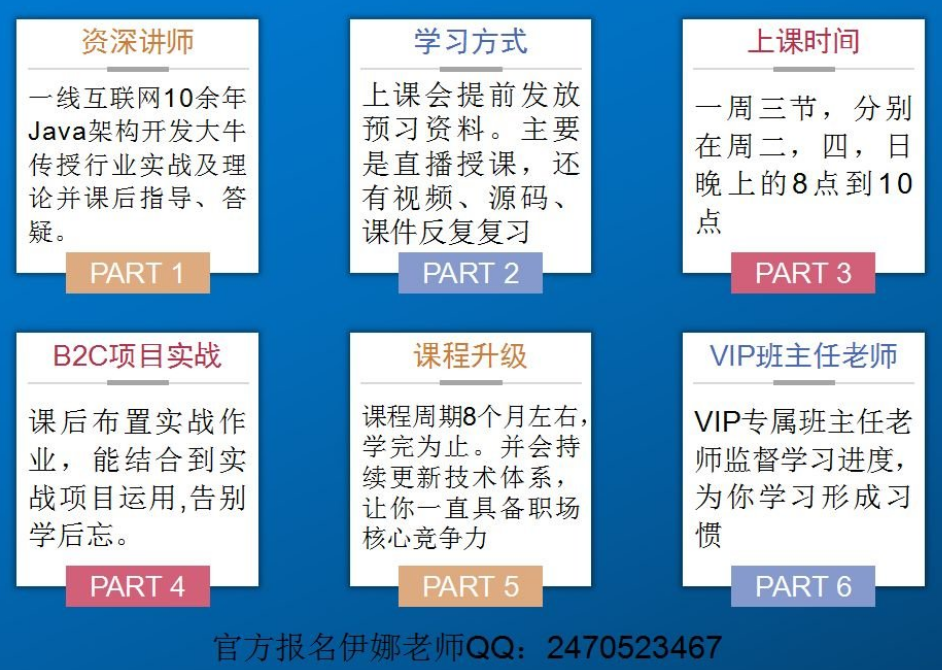 资深讲师
一线互联网10余年
Java架构开发大牛
传授行业实战及理
论并课后指导、答
疑。
PART 1
学习方式
上课会提前发放
预习资料。主要
是直播授课，还
有视频、源码、
课件反复复习
PART 2
上课时间
一周三节，分别
在周二，四，日
晚上的8点到10
点
PART 3
B2C项目实战
课后布置实战作
业，能结合到实
战项目运用,告别
学后忘。
PART 4
课程升级
课程周期8个月左右，
学完为止。并会持
续更新技术体系，
让你一直具备职场
核心竞争力
PART 5
VIP班主任老师
VIP专属班主任老
师监督学习进度，
为你学习形成习
惯
PART 6
官方报名伊娜老师QQ：2470523467